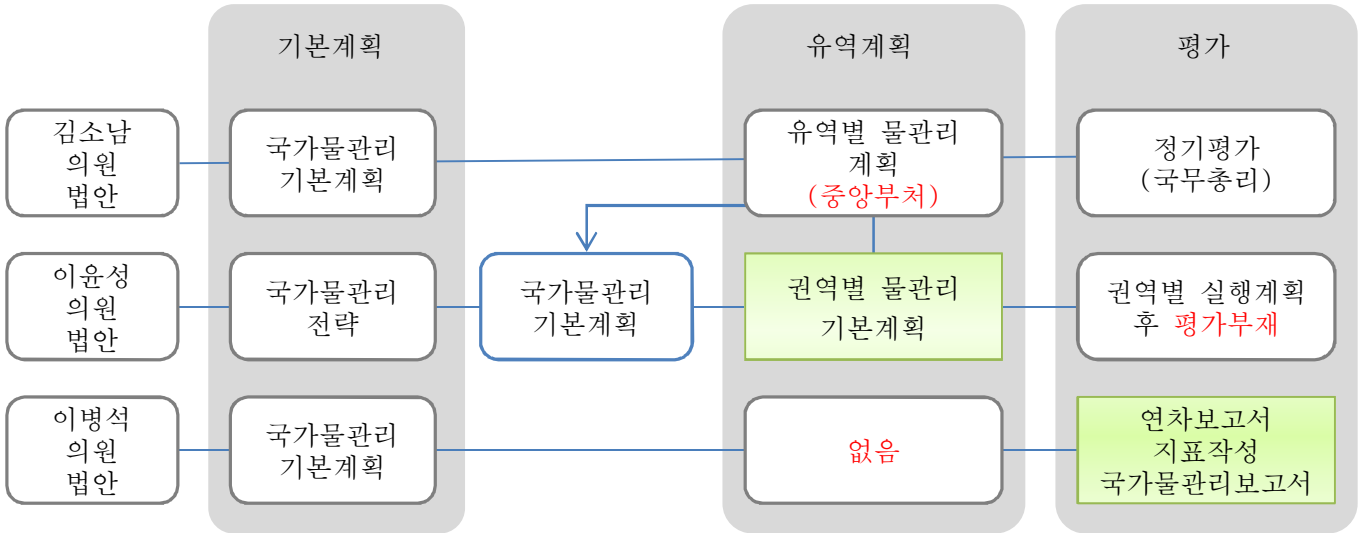 기본계획
유역계획
평가
김소남
의원
법안
국가물관리
기본계획
유역별 물관리
계획
(중앙부처)
정기평가
(국무총리)
이윤성
의원
법안
국가물관리
전략
국가물관리
기본계획
권역별 물관리
기본계획
권역별 실행계획
후 평가부재
이병석
의원
법안
국가물관리
기본계획
없음
연차보고서
지표작성
국가물관리보고서